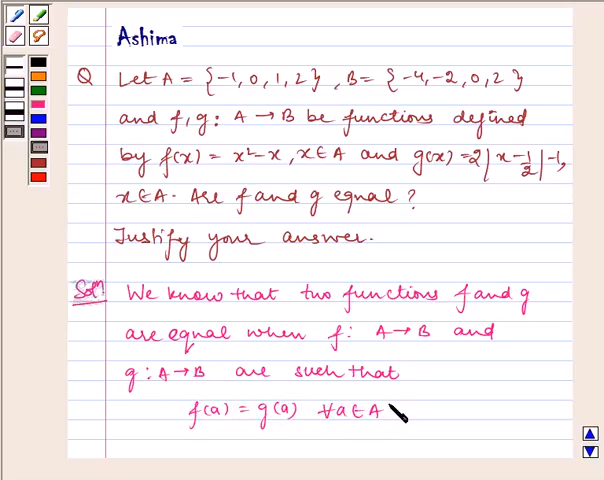 Ashima
Q Let A = {-1, 0, 1, 2}, B = {-4, -2, 0, 2}
and f, g : A → B be functions defined
by f(x) = x² - x, x ∈ A and g(x) = 2|x - 1/2| - 1,
x ∈ A. Are f and g equal?
Justify your answer.
Solⁿ: We know that two functions f and g
are equal when f: A → B and
g : A → B are such that
f(a) = g(a) ∀a ∈ A